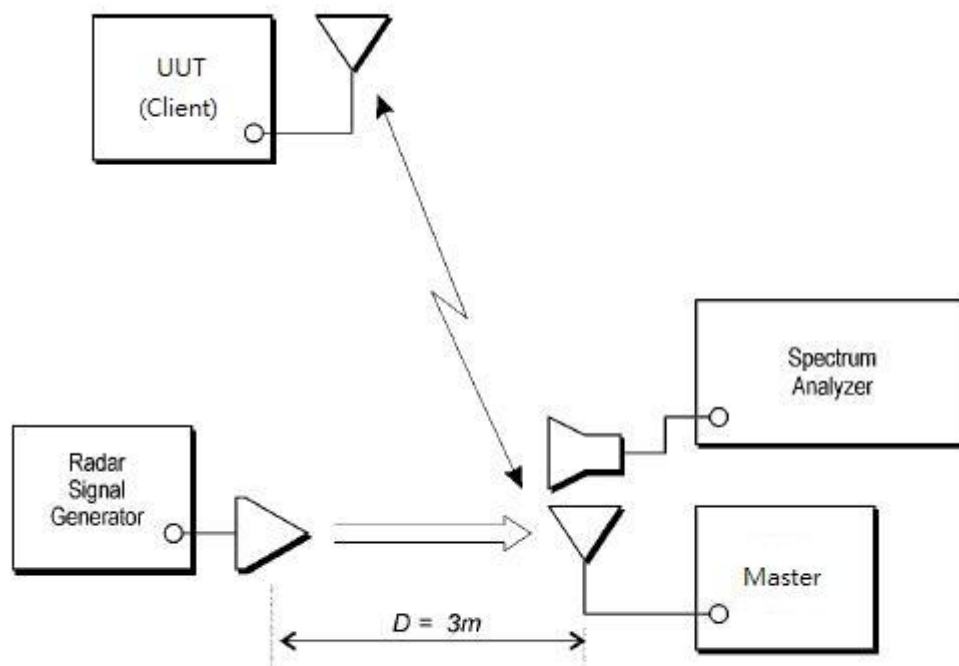 UUT
(Client)
Spectrum
Analyzer
Radar
Signal
Generator
Master
D = 3m